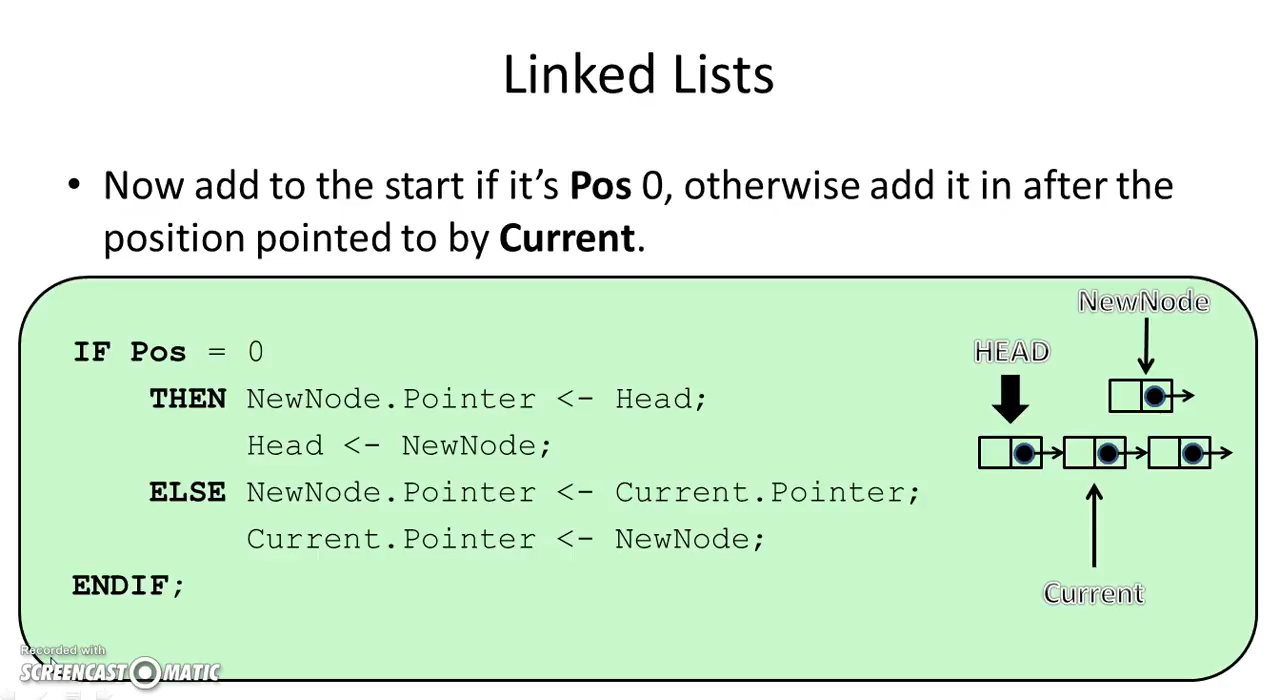 Linked Lists
• Now add to the start if it’s Pos 0, otherwise add it in after the
position pointed to by Current.
NewNode
HEAD
IF Pos = 0
THEN NewNode.Pointer <- Head;
Head <- NewNode;
ELSE NewNode.Pointer <- Current.Pointer;
Current.Pointer <- NewNode;
ENDIF;
Current
Recorded with
SCREENCAST-O-MATIC